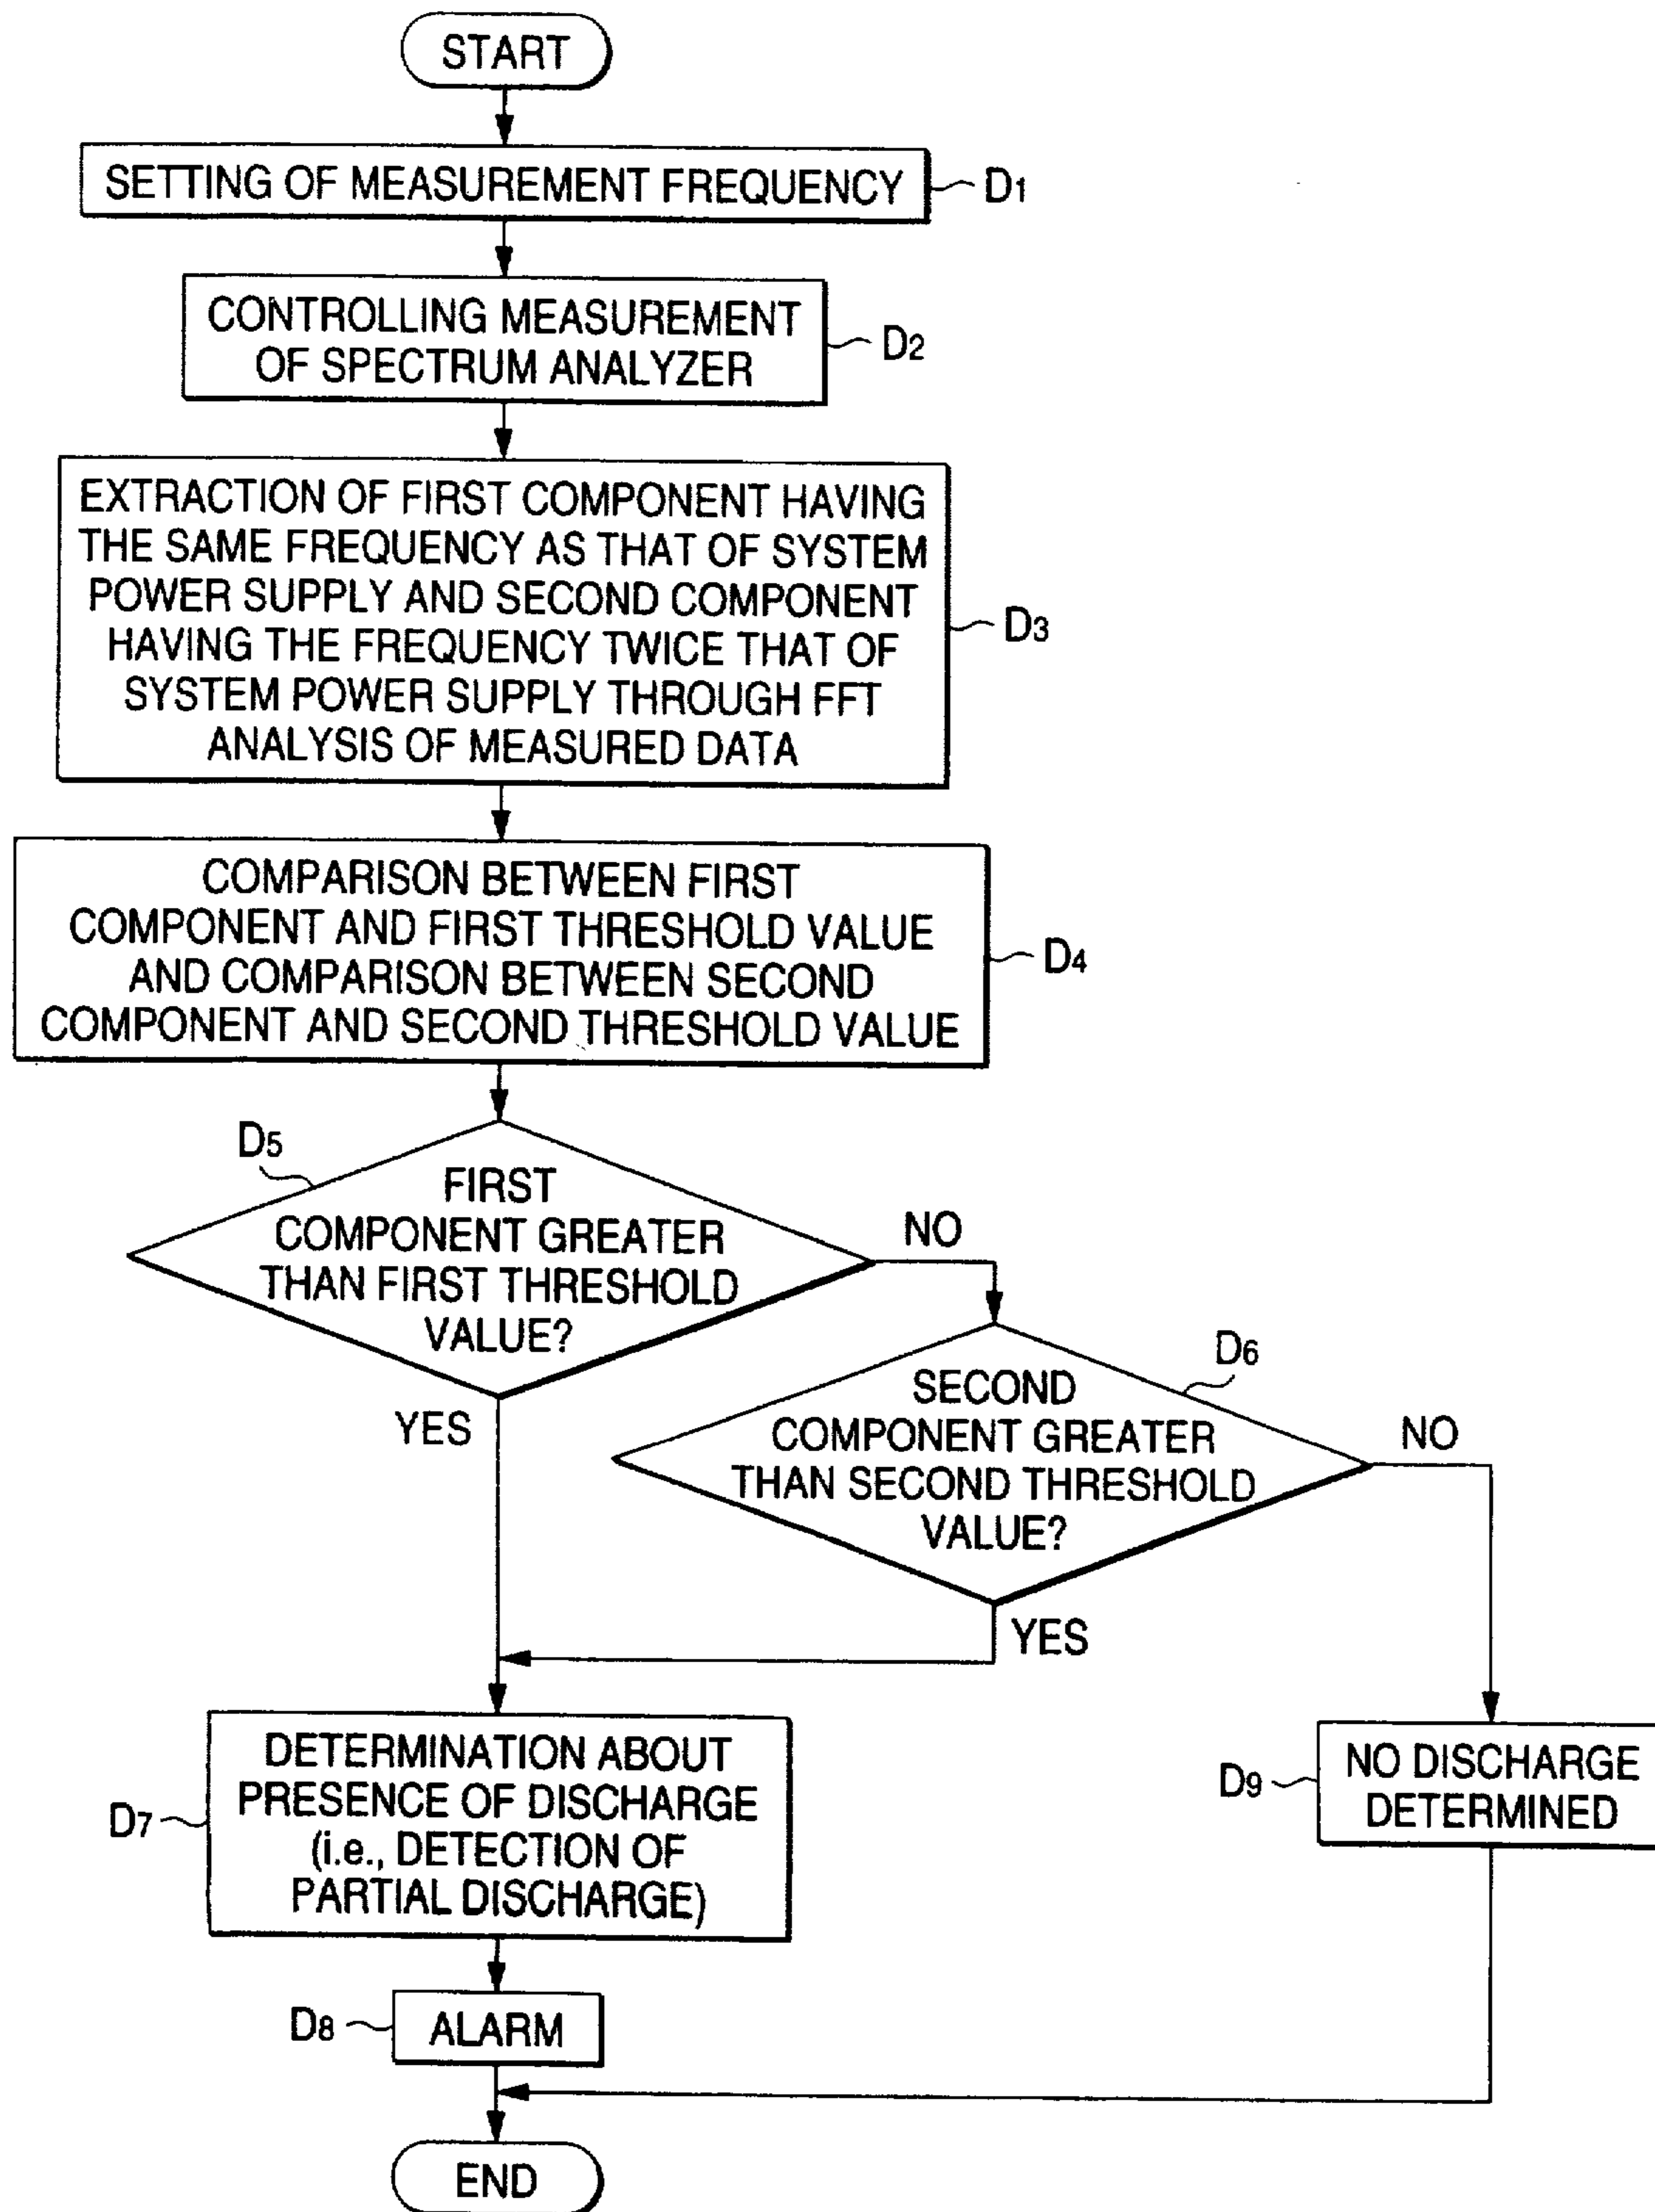 START
SETTING OF MEASUREMENT FREQUENCY
D1
CONTROLLING MEASUREMENT
OF SPECTRUM ANALYZER
D2
EXTRACTION OF FIRST COMPONENT HAVING
THE SAME FREQUENCY AS THAT OF SYSTEM
POWER SUPPLY AND SECOND COMPONENT
HAVING THE FREQUENCY TWICE THAT OF
SYSTEM POWER SUPPLY THROUGH FFT
ANALYSIS OF MEASURED DATA
D3
COMPARISON BETWEEN FIRST
COMPONENT AND FIRST THRESHOLD VALUE
AND COMPARISON BETWEEN SECOND
COMPONENT AND SECOND THRESHOLD VALUE
D4
D5
FIRST
COMPONENT GREATER
THAN FIRST THRESHOLD
VALUE?
NO
YES
D6
SECOND
COMPONENT GREATER
THAN SECOND THRESHOLD
VALUE?
NO
YES
DETERMINATION ABOUT
PRESENCE OF DISCHARGE
(i.e., DETECTION OF
PARTIAL DISCHARGE)
D7
D9
NO DISCHARGE
DETERMINED
D8
ALARM
END